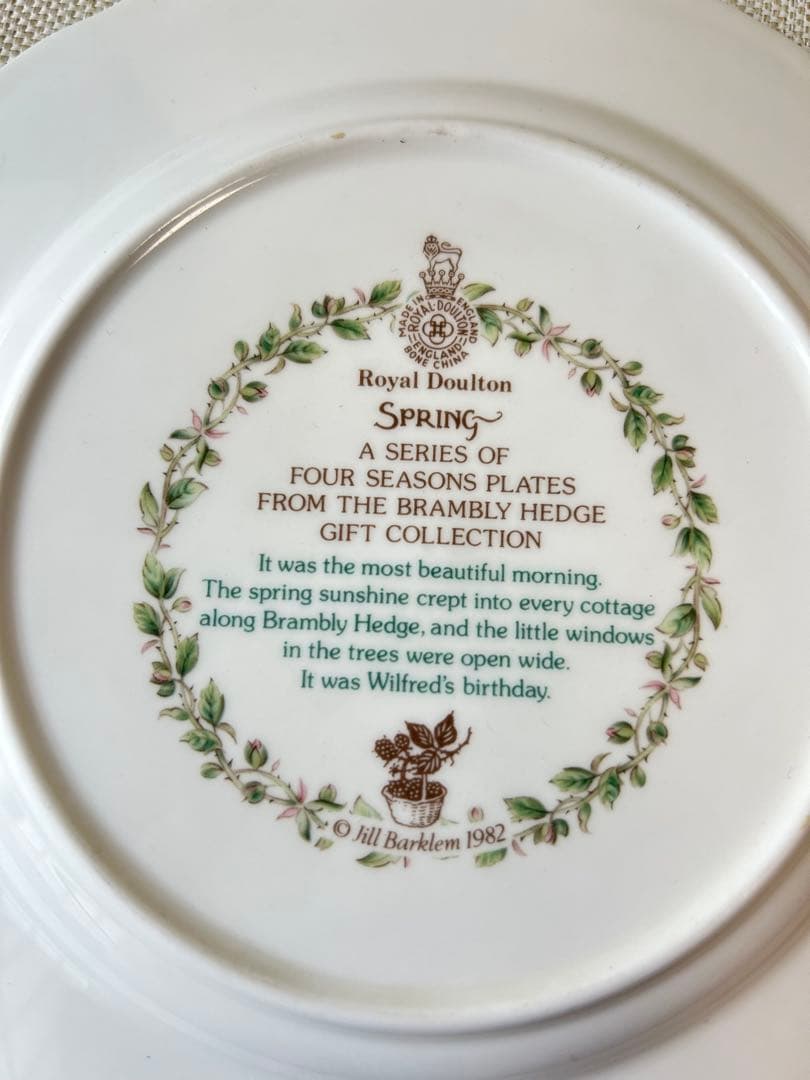 MADE IN ENGLAND
ROYAL·DOULTON
ENGLAND
BONE CHINA
Royal Doulton
SPRING
A SERIES OF
FOUR SEASONS PLATES
FROM THE BRAMBLY HEDGE
GIFT COLLECTION
It was the most beautiful morning.
The spring sunshine crept into every cottage
along Brambly Hedge, and the little windows
in the trees were open wide.
It was Wilfred's birthday.
© Jill Barklem 1982